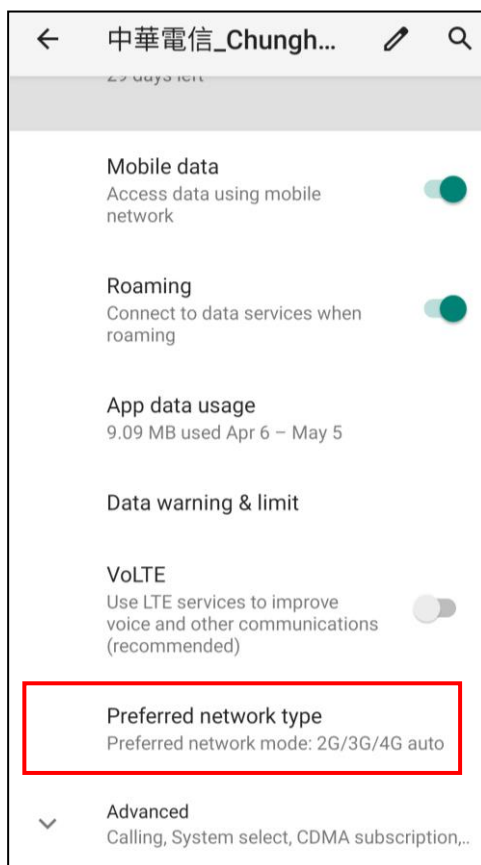 中華電信_Chungh...
29 days left
Mobile data
Access data using mobile
network
Roaming
Connect to data services when
roaming
App data usage
9.09 MB used Apr 6 – May 5
Data warning & limit
VoLTE
Use LTE services to improve
voice and other communications
(recommended)
Preferred network type
Preferred network mode: 2G/3G/4G auto
Advanced
Calling, System select, CDMA subscription,..